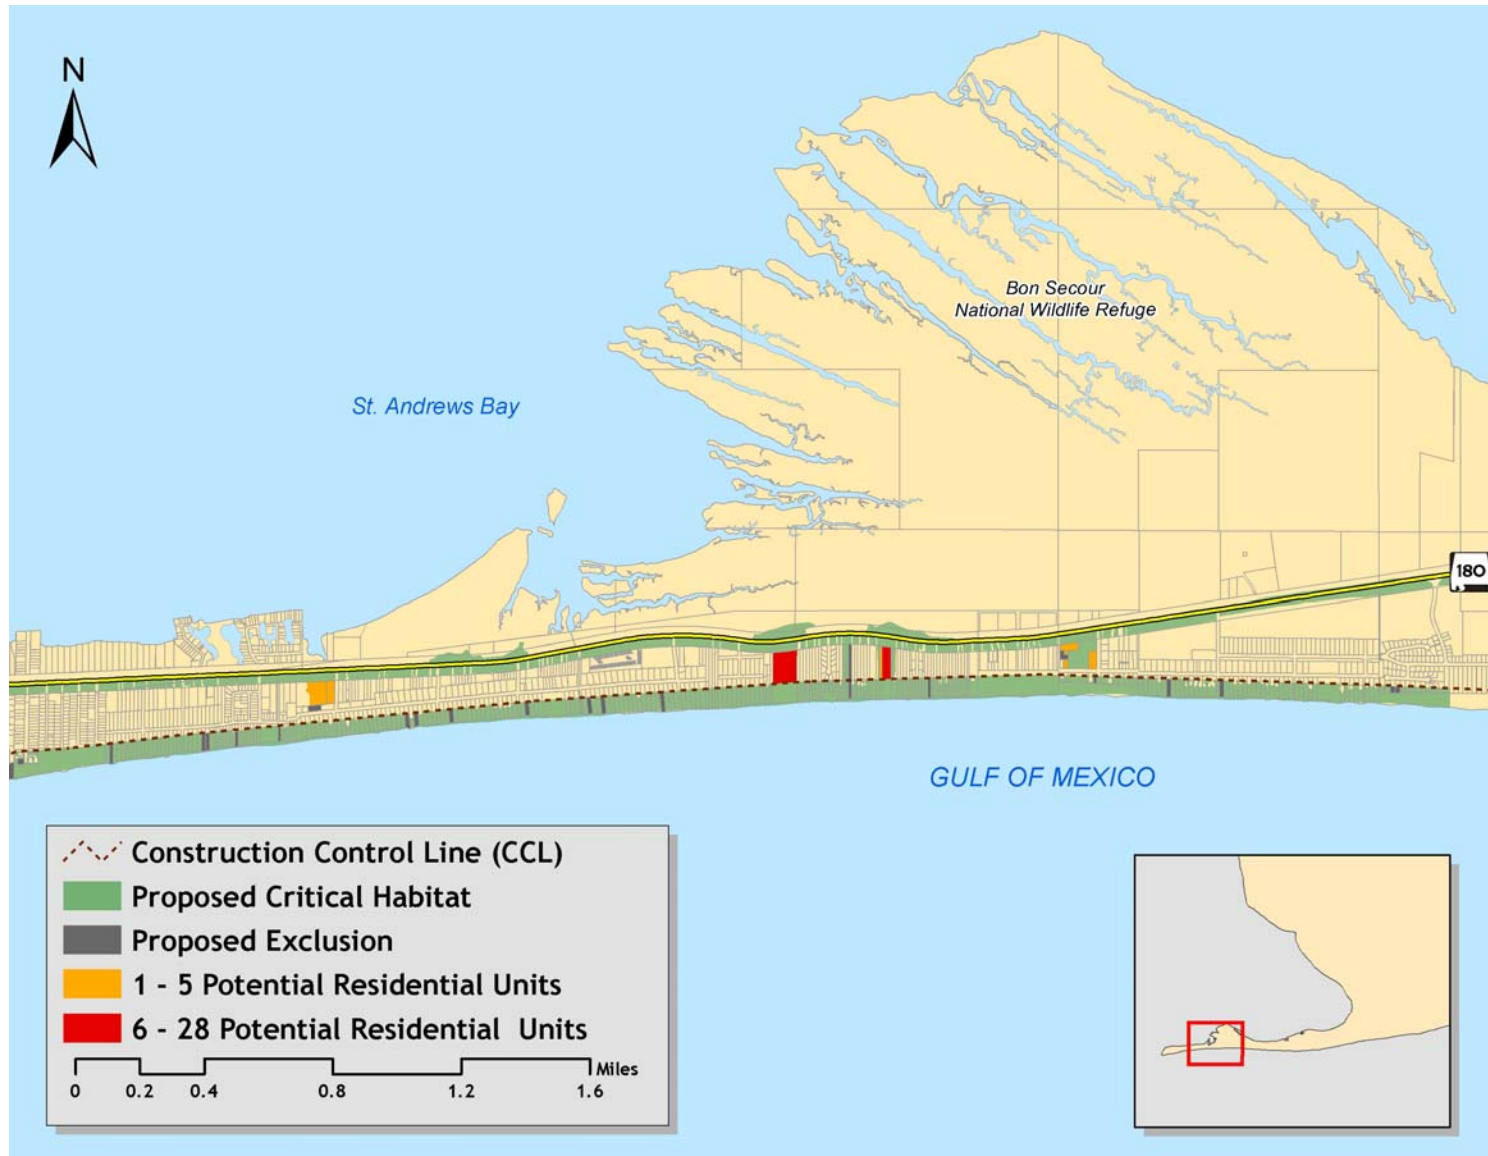 N
Bon Secour
National Wildlife Refuge
St. Andrews Bay
180
GULF OF MEXICO
Construction Control Line (CCL)
Proposed Critical Habitat
Proposed Exclusion
1 - 5 Potential Residential Units
6 - 28 Potential Residential Units
Miles
0 0.2 0.4 0.8 1.2 1.6